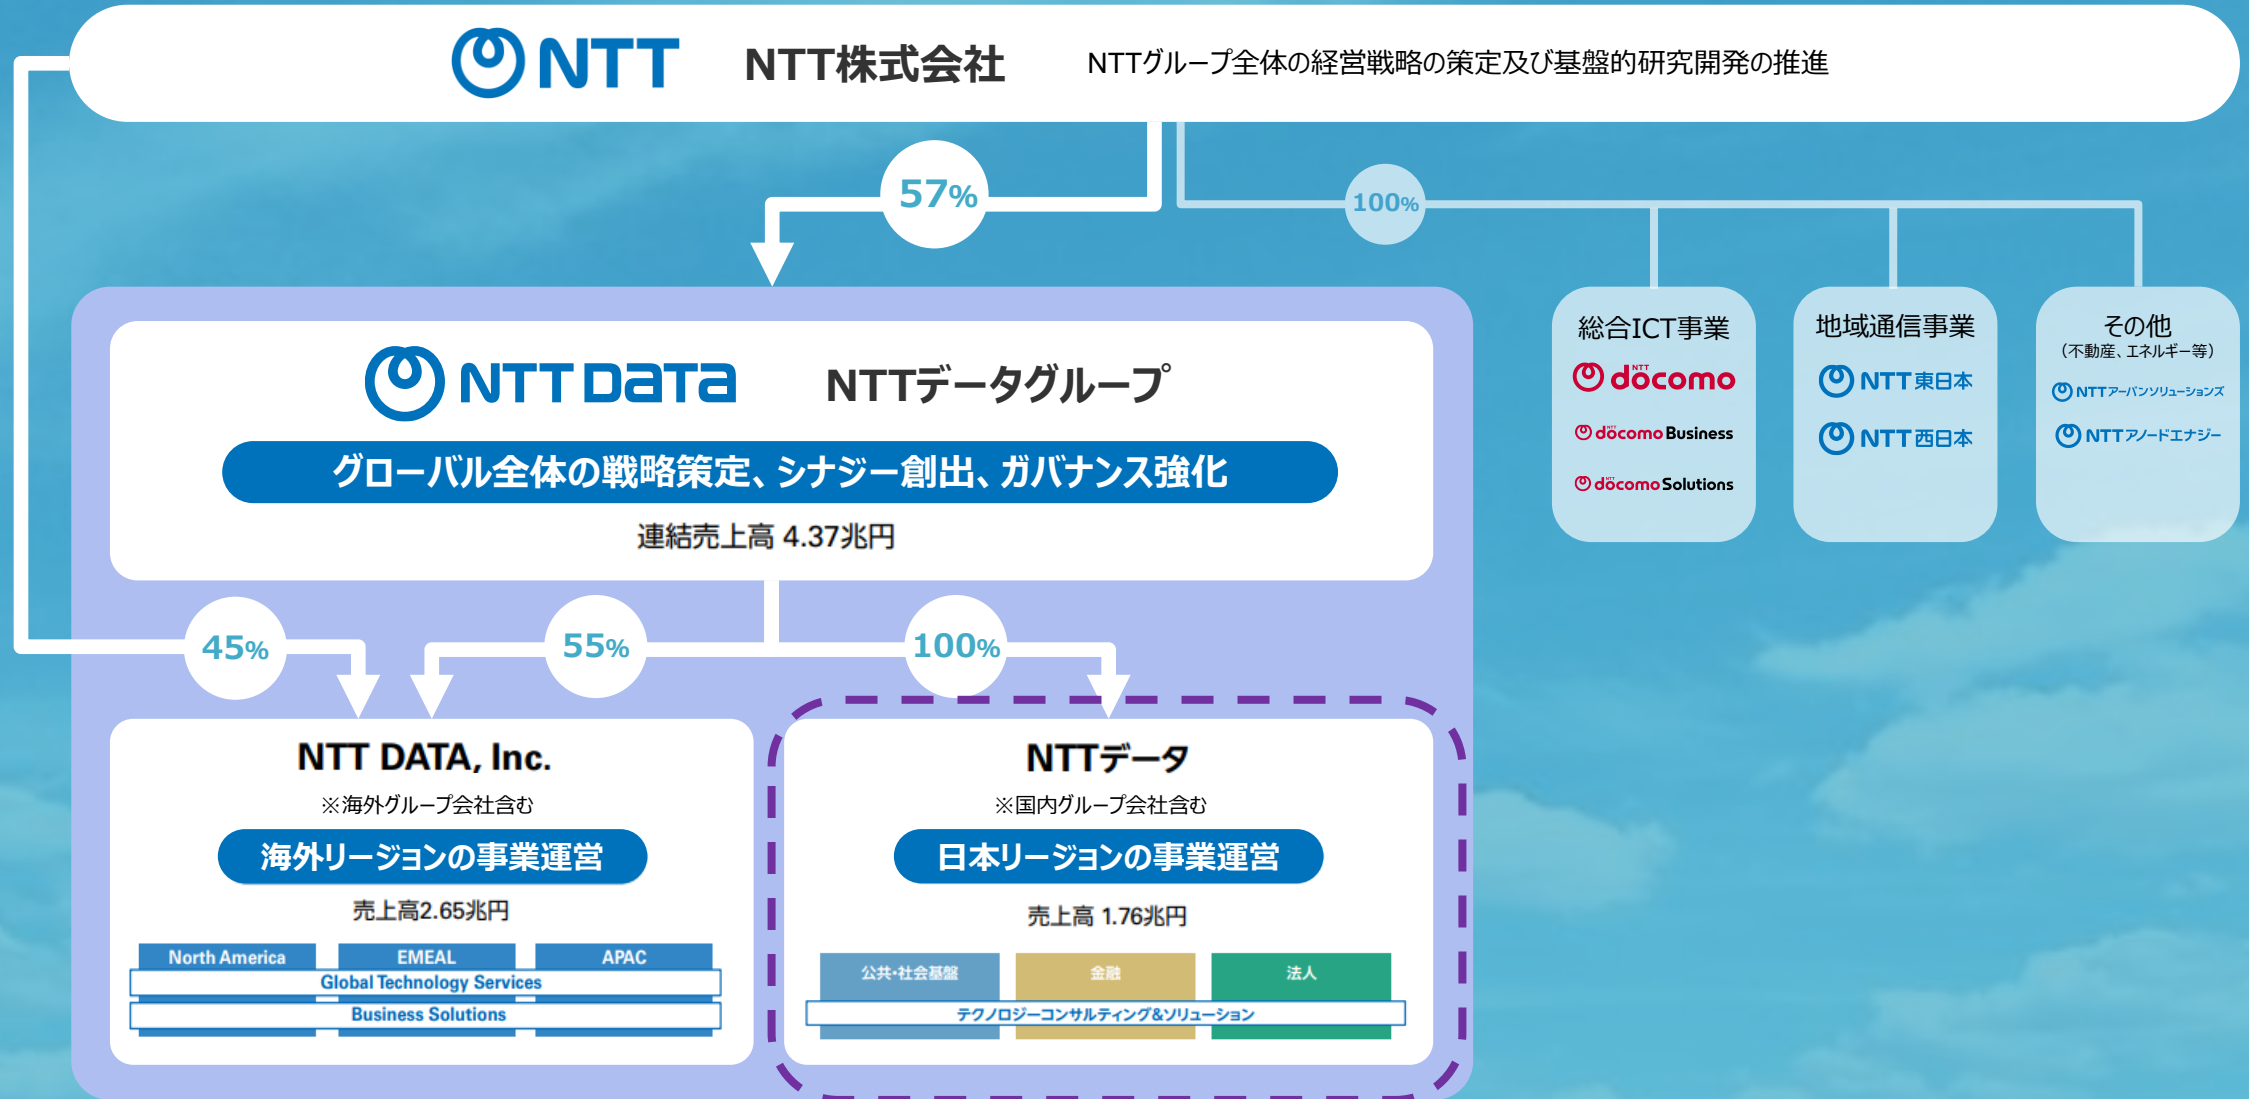 NTT NTT株式会社 NTTグループ全体の経営戦略の策定及び基盤的研究開発の推進
57%
100%
NTT DATA NTTデータグループ
グローバル全体の戦略策定、シナジー創出、ガバナンス強化
連結売上高 4.37兆円
総合ICT事業
NTT docomo
NTT docomo Business
NTT docomo Solutions
地域通信事業
NTT東日本
NTT西日本
その他
(不動産、エネルギー等)
NTTアーバンソリューションズ
NTTアノードエナジー
45%
55%
100%
NTT DATA, Inc.
※海外グループ会社含む
海外リージョンの事業運営
売上高2.65兆円
North America EMEAL APAC
Global Technology Services
Business Solutions
NTTデータ
※国内グループ会社含む
日本リージョンの事業運営
売上高 1.76兆円
公共・社会基盤 金融 法人
テクノロジーコンサルティング&ソリューション